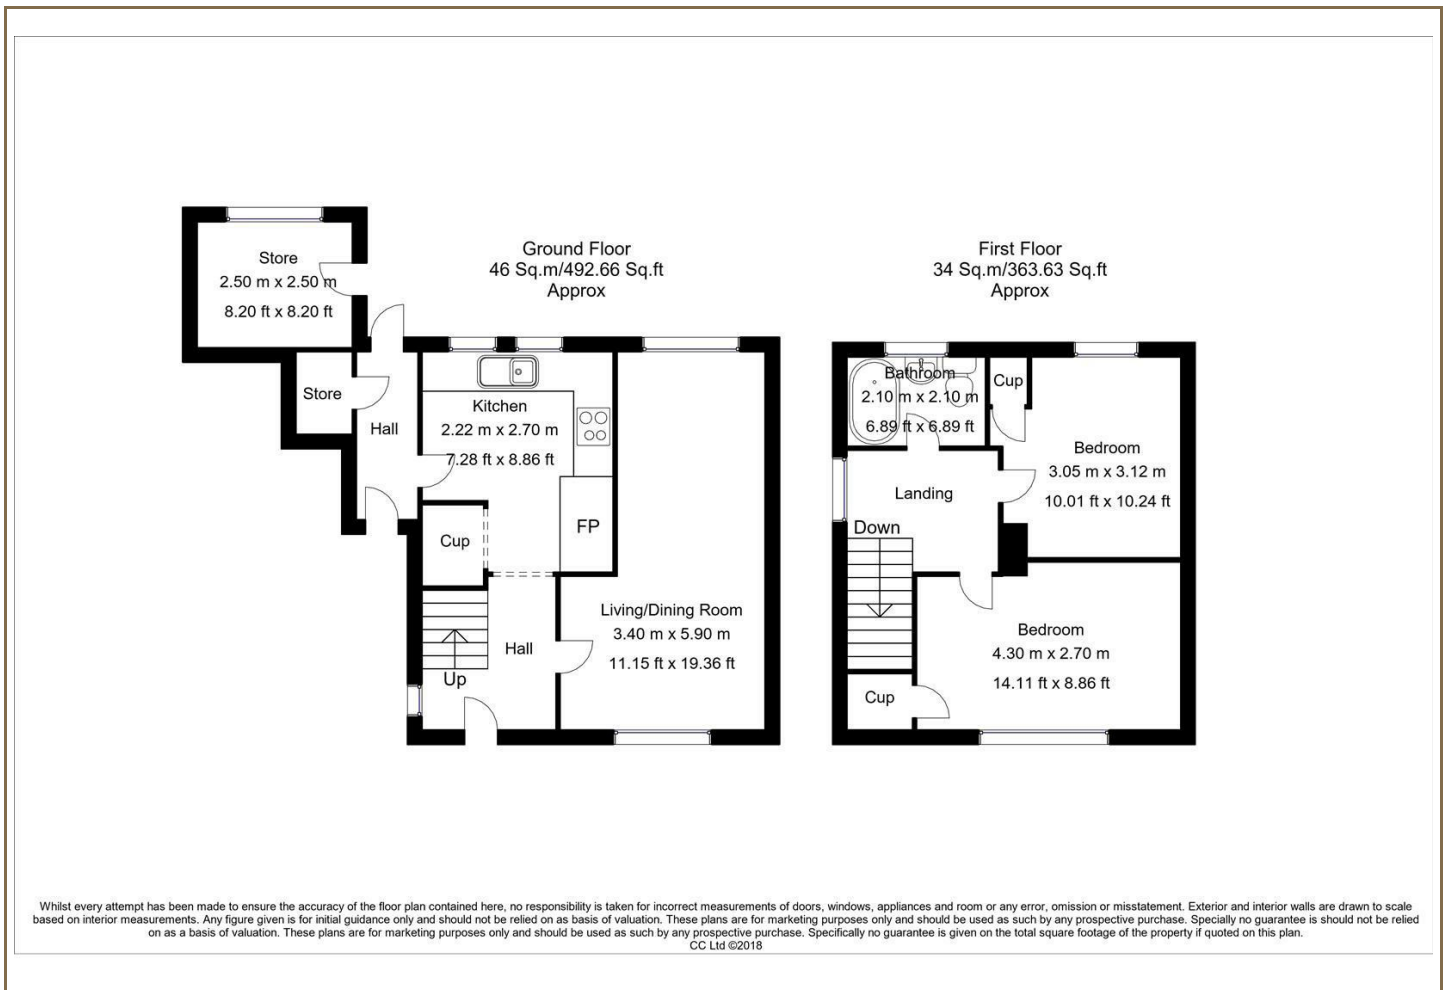 Ground Floor
46 Sq.m/492.66 Sq.ft
Approx
First Floor
34 Sq.m/363.63 Sq.ft
Approx
Store
2.50 m x 2.50 m
8.20 ft x 8.20 ft
Store
Hall
Kitchen
2.22 m x 2.70 m
7.28 ft x 8.86 ft
FP
Cup
Hall
Up
Living/Dining Room
3.40 m x 5.90 m
11.15 ft x 19.36 ft
Bathroom
2.10 m x 2.10 m
6.89 ft x 6.89 ft
Cup
Bedroom
3.05 m x 3.12 m
10.01 ft x 10.24 ft
Landing
Down
Bedroom
4.30 m x 2.70 m
14.11 ft x 8.86 ft
Cup
Whilst every attempt has been made to ensure the accuracy of the floor plan contained here, no responsibility is taken for incorrect measurements of doors, windows, appliances and room or any error, omission or misstatement. Exterior and interior walls are drawn to scale
based on interior measurements. Any figure given is for initial guidance only and should not be relied on as basis of valuation. These plans are for marketing purposes only and should be used as such by any prospective purchase. Specially no guarantee is should not be relied
on as a basis of valuation. These plans are for marketing purposes only and should be used as such by any prospective purchase. Specifically no guarantee is given on the total square footage of the property if quoted on this plan.
CC Ltd ©2018